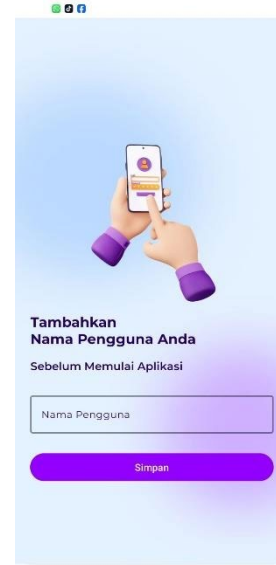 Tambahkan
Nama Pengguna Anda
Sebelum Memulai Aplikasi
Nama Pengguna
Simpan